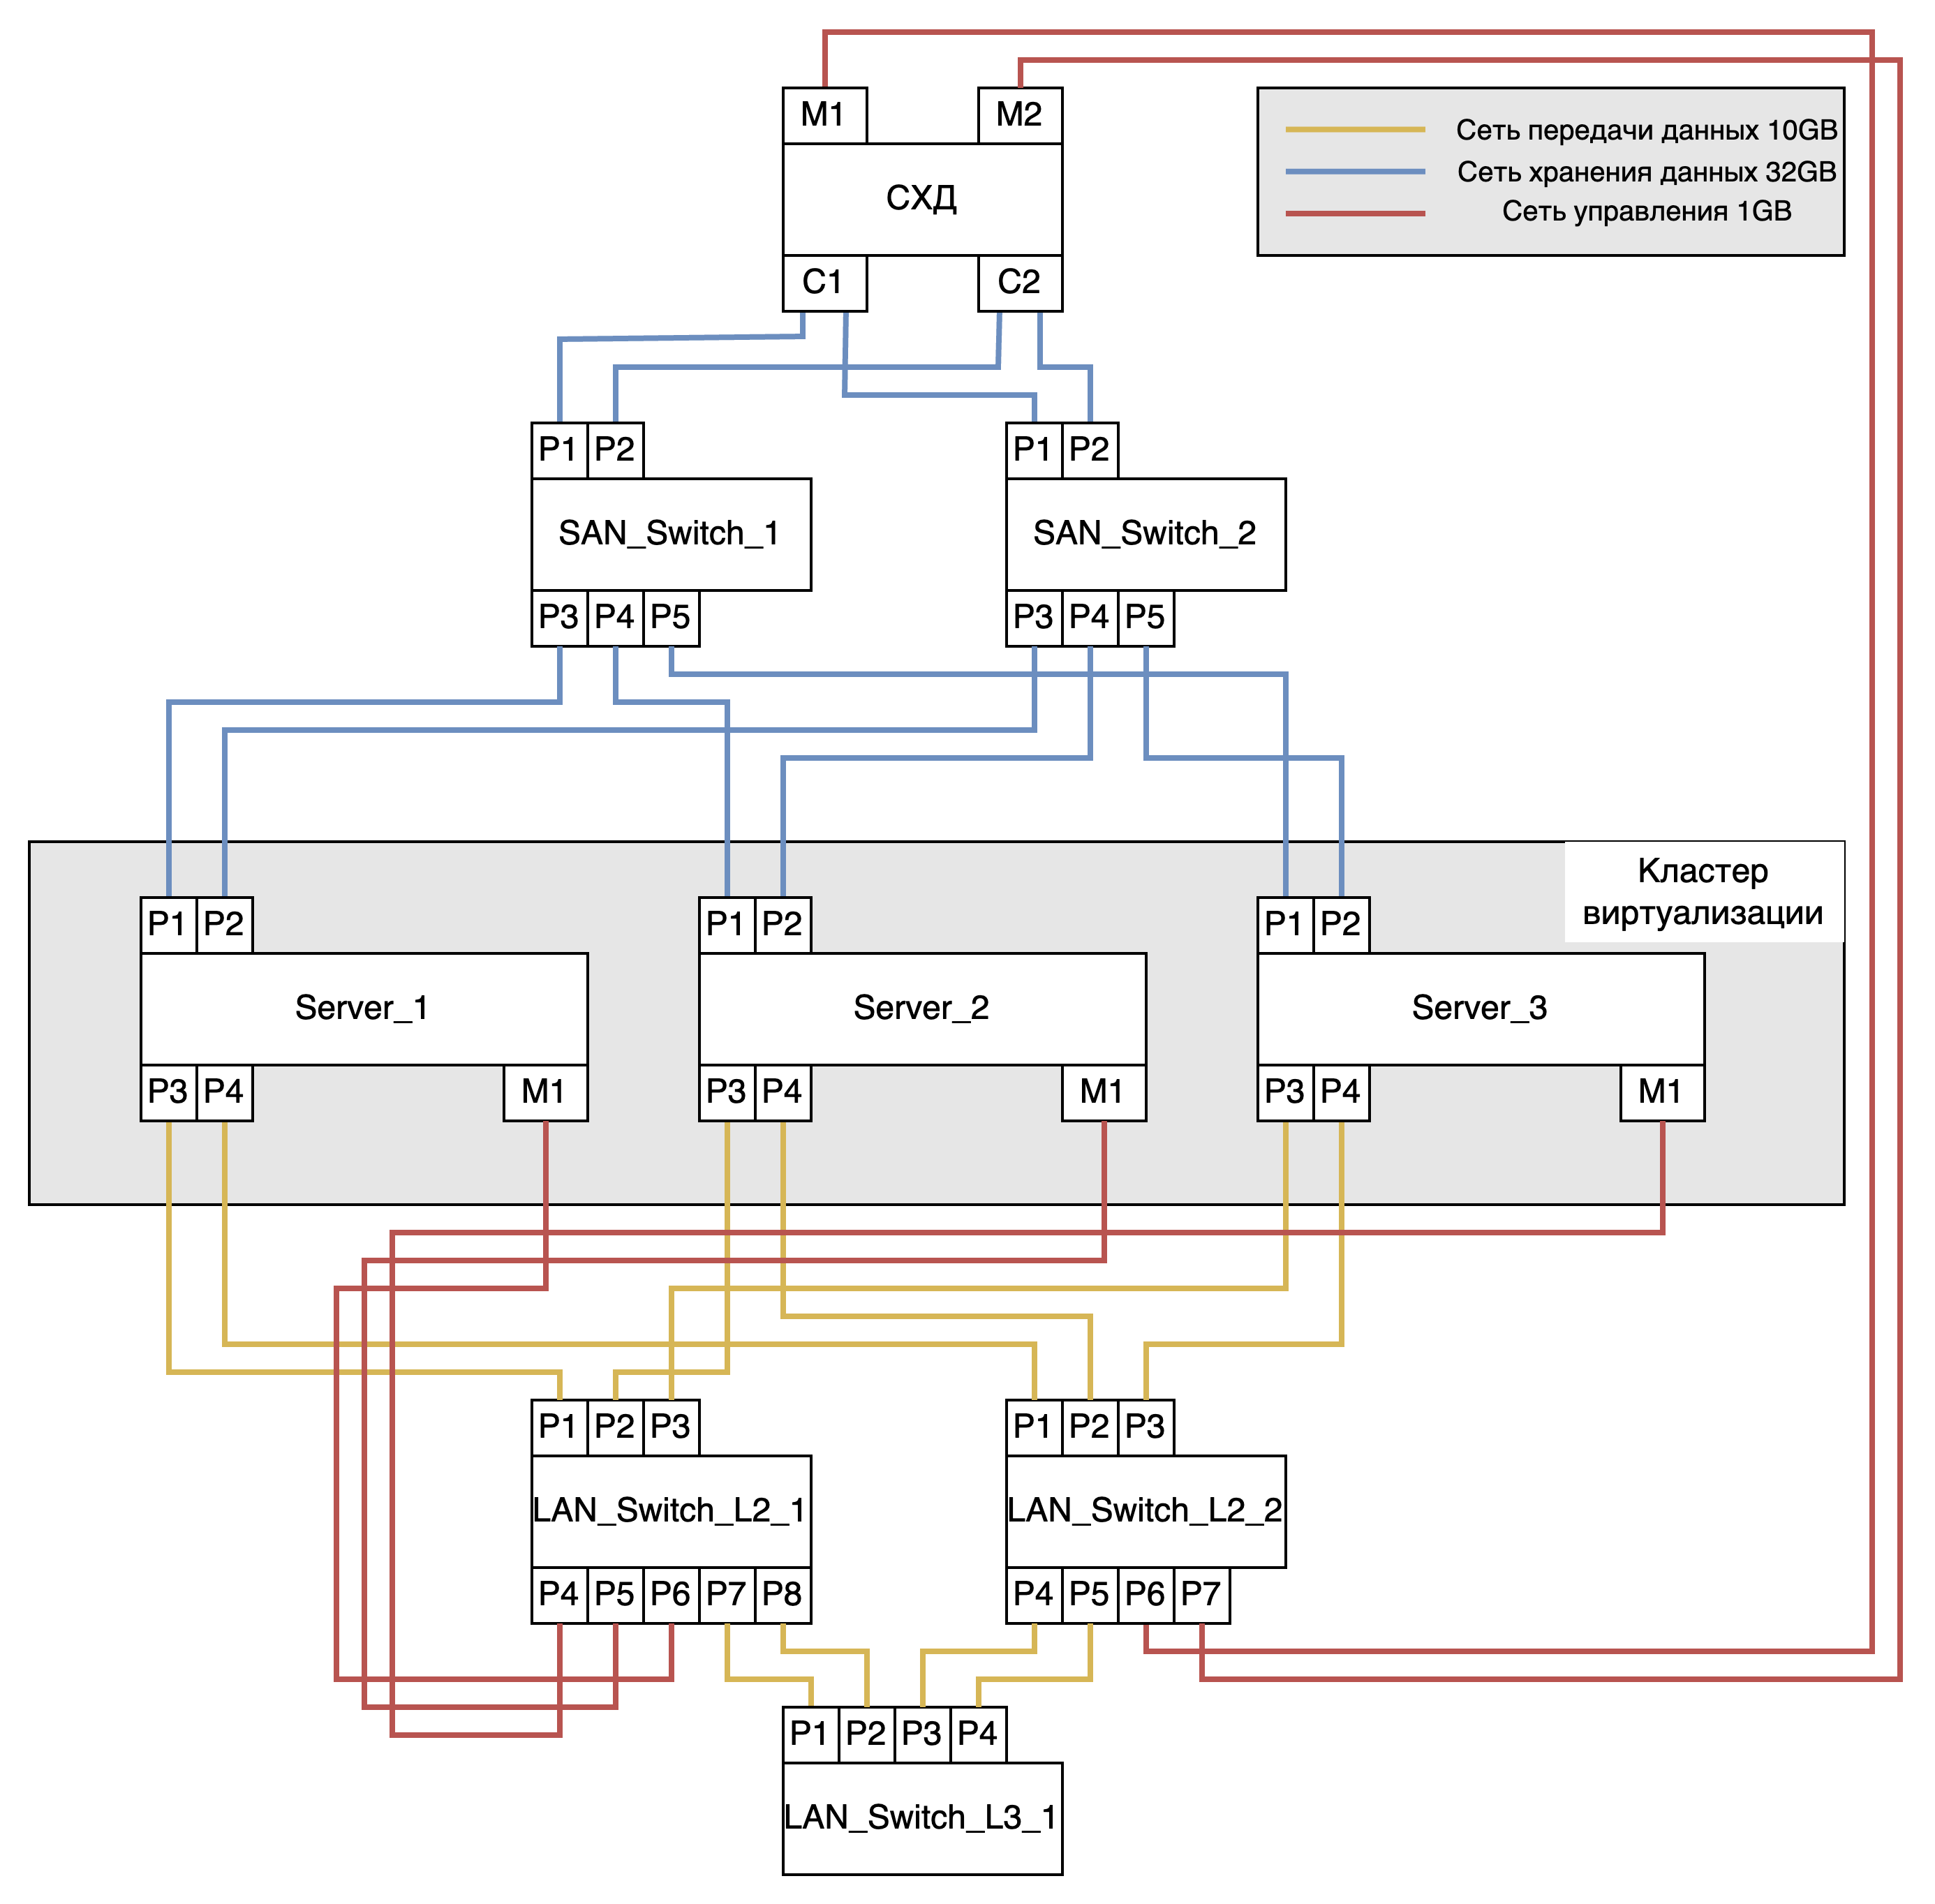 M1 M2
СХД
C1 C2
Сеть передачи данных 10GB
Сеть хранения данных 32GB
Сеть управления 1GB
P1 P2 P1 P2
SAN_Switch_1 SAN_Switch_2
P3 P4 P5 P3 P4 P5
Кластер
виртуализации
P1 P2 P1 P2 P1 P2
Server_1 Server_2 Server_3
P3 P4 M1 P3 P4 M1 P3 P4 M1
P1 P2 P3 P1 P2 P3
LAN_Switch_L2_1 LAN_Switch_L2_2
P4 P5 P6 P7 P8 P4 P5 P6 P7
P1 P2 P3 P4
LAN_Switch_L3_1